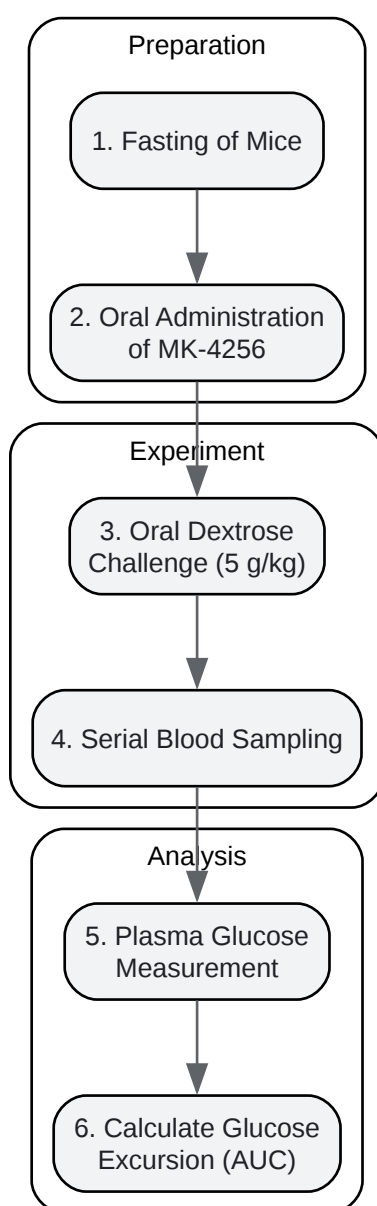 Preparation
1. Fasting of Mice
2. Oral Administration
of MK-4256
Experiment
3. Oral Dextrose
Challenge (5 g/kg)
4. Serial Blood Sampling
Analysis
5. Plasma Glucose
Measurement
6. Calculate Glucose
Excursion (AUC)